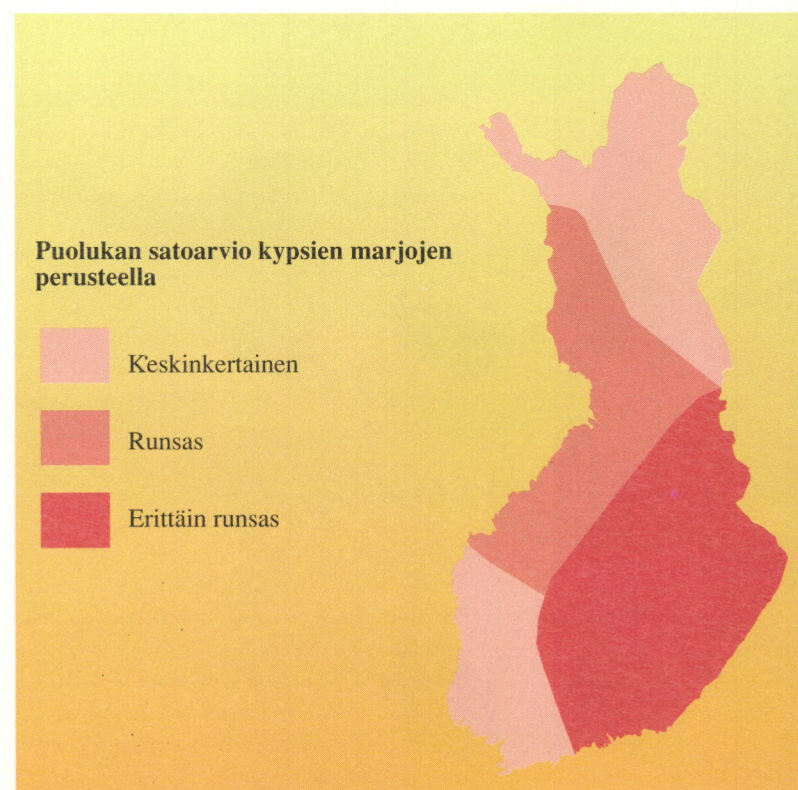 Puolukan satoarvio kypsien marjojen
perusteella
Keskinkertainen
Runsas
Erittäin runsas